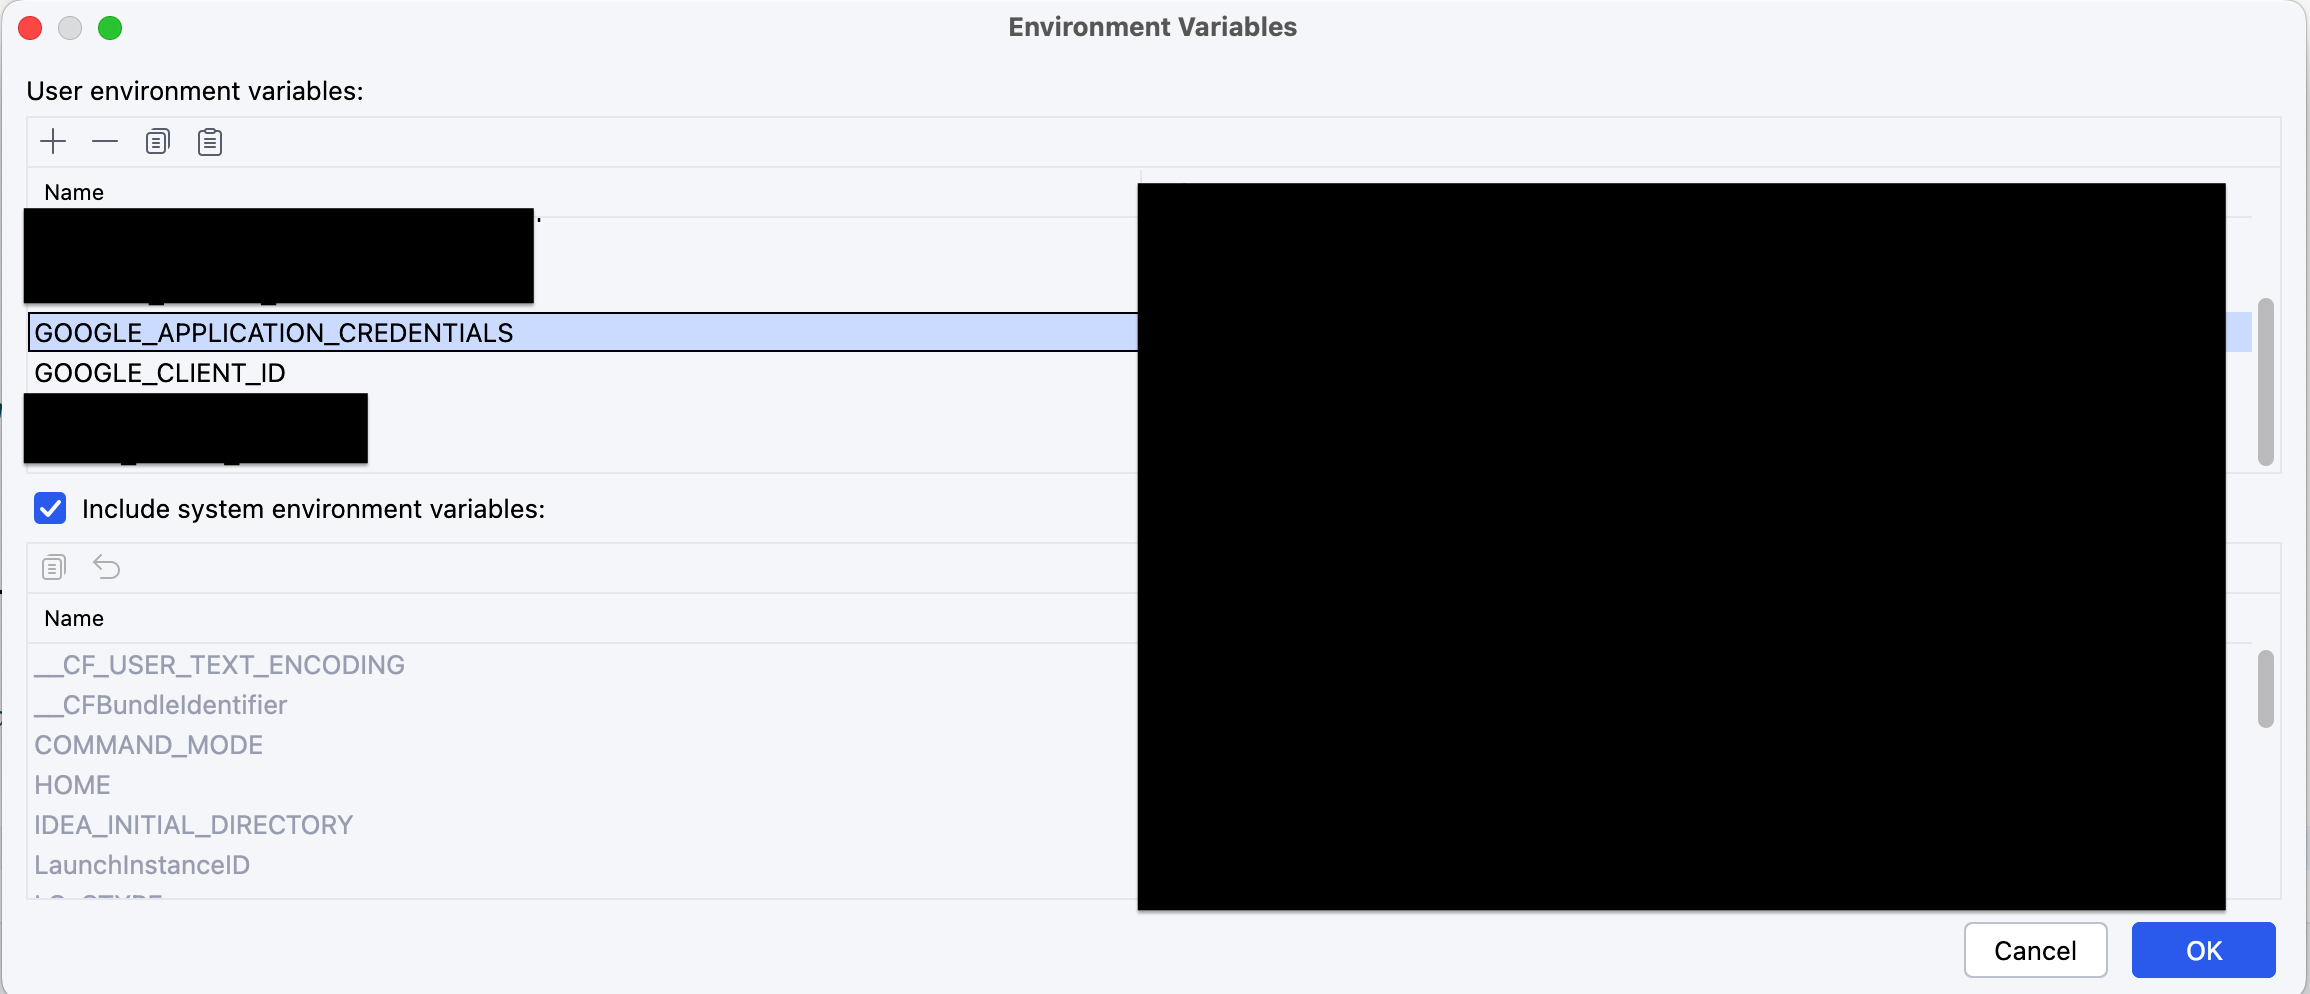 Environment Variables
User environment variables:
Name
GOOGLE_APPLICATION_CREDENTIALS
GOOGLE_CLIENT_ID
Include system environment variables:
Name
__CF_USER_TEXT_ENCODING
__CFBundleIdentifier
COMMAND_MODE
HOME
IDEA_INITIAL_DIRECTORY
LaunchInstanceID
Cancel
OK